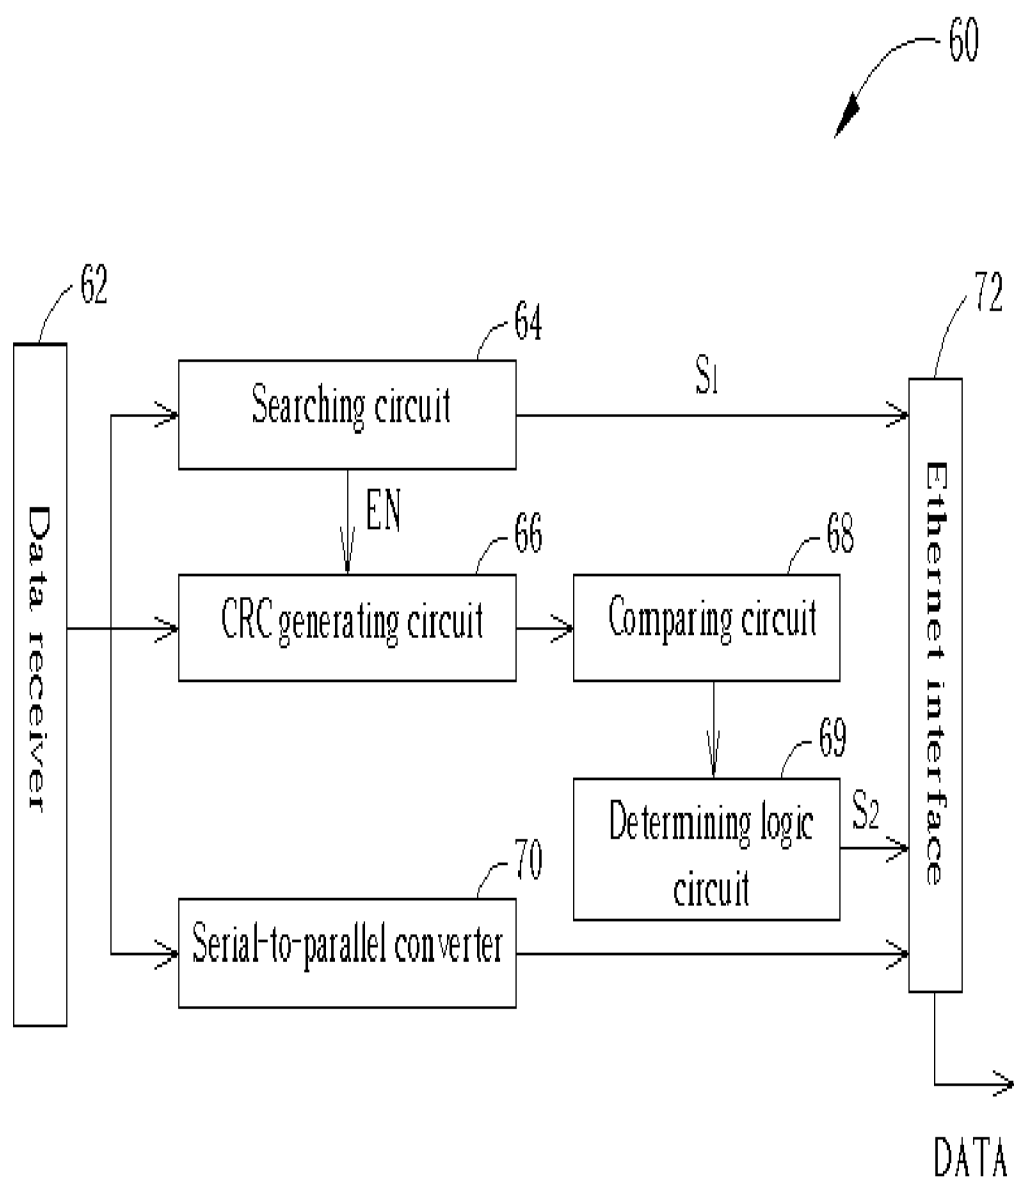 60
62
64
72
Searching circuit
S1
EN
66
68
CRC generating circuit
Comparing circuit
Data receiver
Ethernet interface
69
Determining logic
circuit
S2
70
Serial-to-parallel converter
DATA